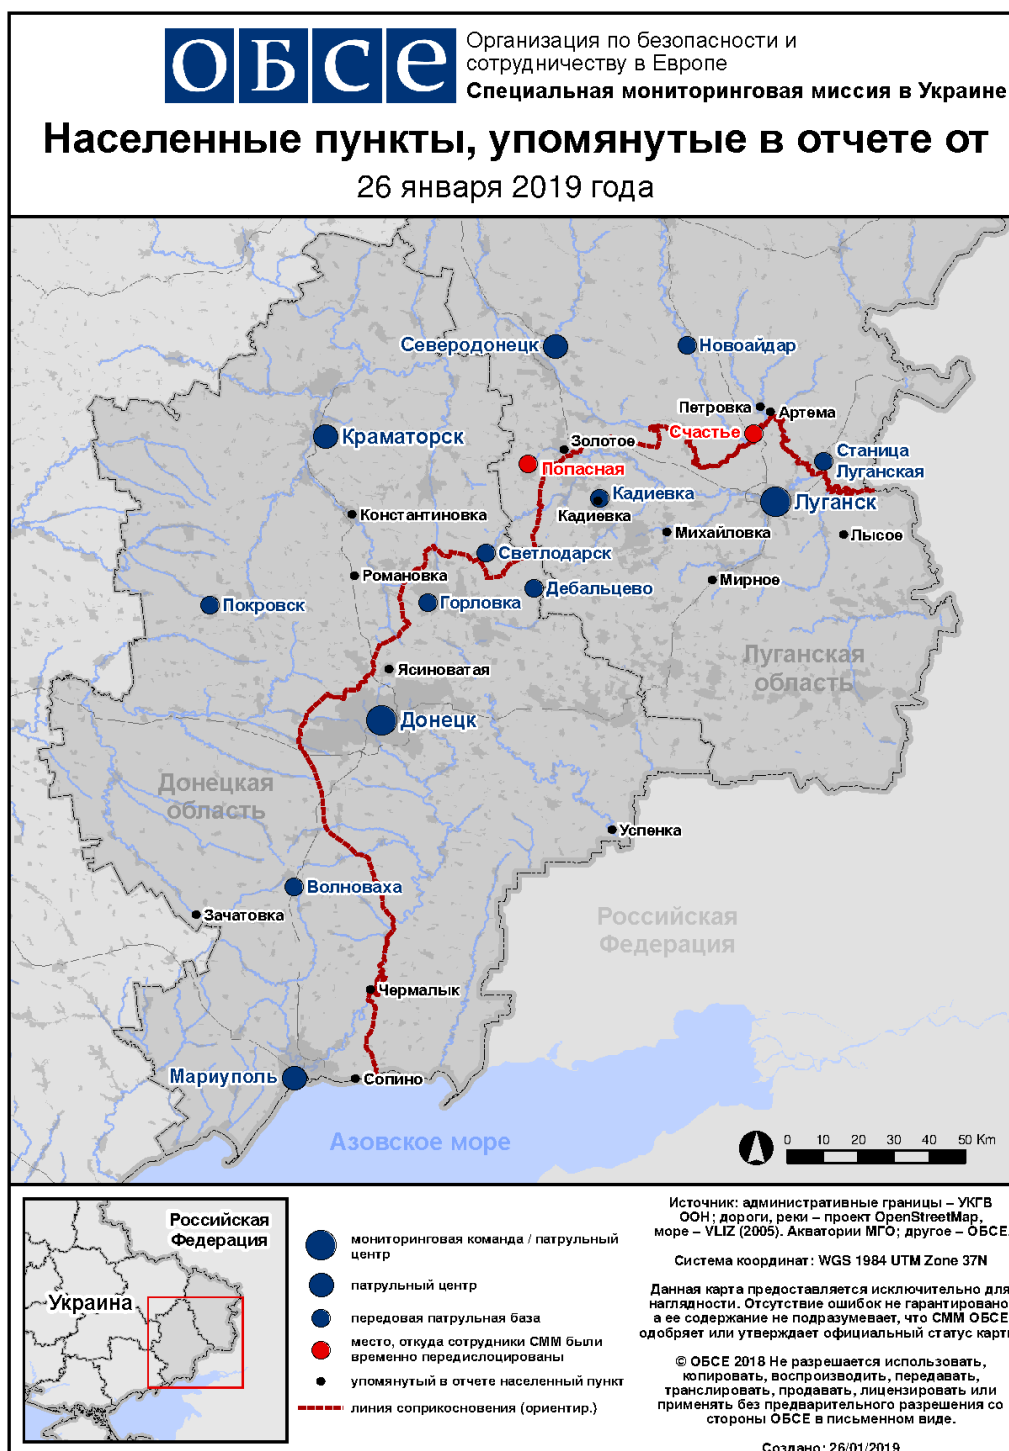 ОБСЕ
Организация по безопасности и
сотрудничеству в Европе
Специальная мониторинговая миссия в Украине
Населенные пункты, упомянутые в отчете от
26 января 2019 года
Северодонецк
Новоайдар
Петровка
Артема
Счастье
Краматорск
Золотое
Станица
Луганская
Попасная
Кадиевка
Кадиевка
Луганск
Константиновка
Михайловка
Лысое
Светлодарск
Романовка
Мирное
Дебальцево
Покровск
Горловка
Луганская
область
Ясиноватая
Донецк
Донецкая
область
Успенка
Волноваха
Зачатовка
Российская
Федерация
Чермалык
Мариуполь
Сопино
Азовское море
0 10 20 30 40 50 Km
Российская
Федерация
Украина
мониторинговая команда / патрульный
центр
патрульный центр
передовая патрульная база
место, откуда сотрудники СММ были
временно передислоцированы
упомянутый в отчете населенный пункт
линия соприкосновения (ориентир.)
Источник: административные границы – УКГВ
ООН; дороги, реки – проект OpenStreetMap,
море – VLIZ (2005). Акватории МГО; другое – ОБСЕ.
Система координат: WGS 1984 UTM Zone 37N
Данная карта предоставляется исключительно для
наглядности. Отсутствие ошибок не гарантировано
а ее содержание не подразумевает, что СММ ОБСЕ
одобряет или утверждает официальный статус карт
© ОБСЕ 2018 Не разрешается использовать,
копировать, воспроизводить, передавать,
транслировать, продавать, лицензировать или
применять без предварительного разрешения со
стороны ОБСЕ в письменном виде.
Создано: 26/01/2019